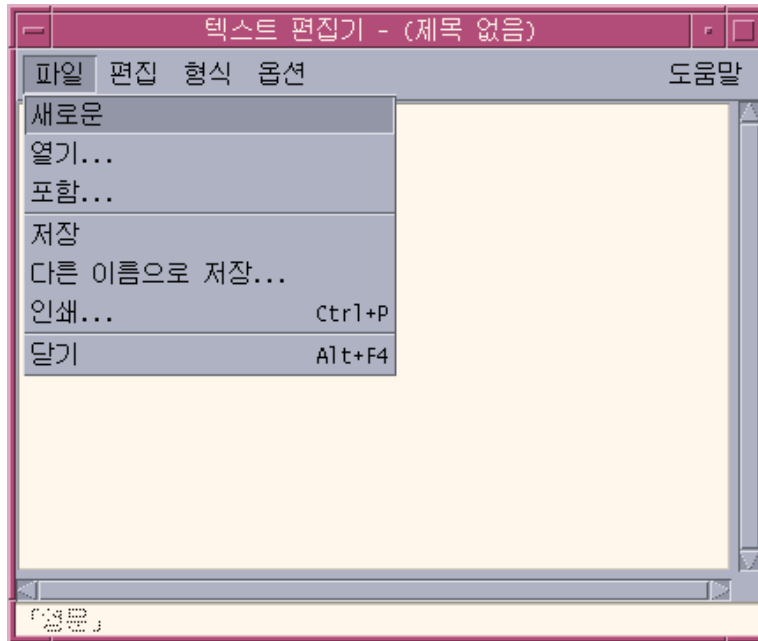 텍스트 편집기 - (제목 없음)
파일 편집 형식 옵션 도움말
새로운
열기...
포함...
저장
다른 이름으로 저장...
인쇄... Ctrl+P
닫기 Alt+F4
「영문」